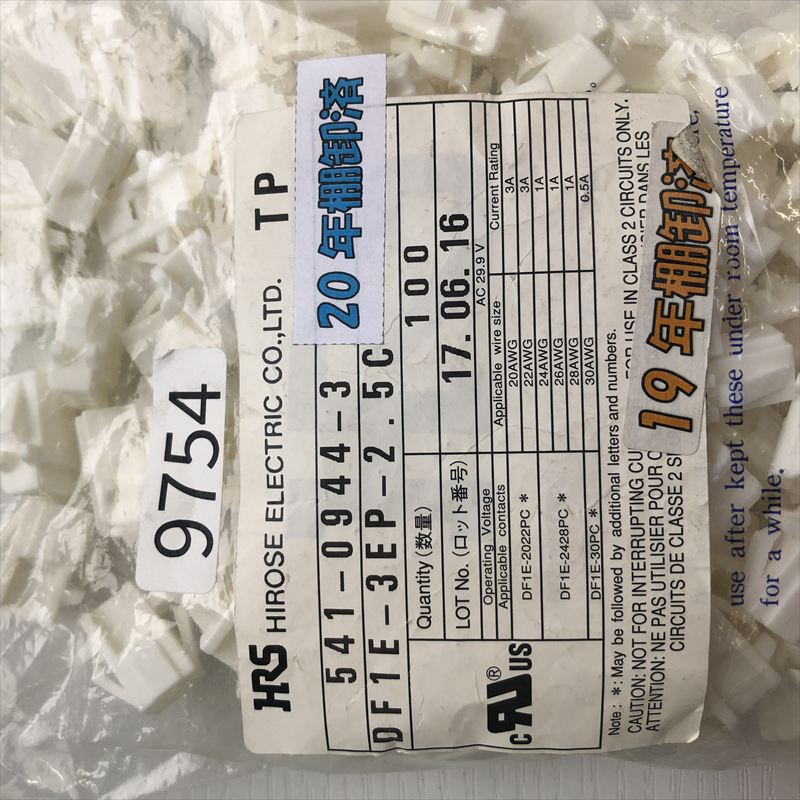 9754
HRS HIROSE ELECTRIC CO.,LTD. TP
20 年棚卸済
541-0944-3
DF1E-3EP-2.5C
Quantity (数量) 100
LOT No. (ロット番号) 17.06.16
Operating Voltage AC 29.9 V
Applicable contacts Applicable wire size Current Rating
DF1E-2022PC * 20AWG 3A
22AWG 3A
DF1E-2428PC * 24AWG 1A
26AWG 1A
28AWG 1A
DF1E-30PC * 30AWG 0.5A
C RU ® US
Note : *: May be followed by additional letters and numbers.
CAUTION: NOT FOR INTERRUPTING CU FOR USE IN CLASS 2 CIRCUITS ONLY.
ATTENTION: NE PAS UTILISER POUR C DANS LES
CIRCUITS DE CLASSE 2 S
19 年棚卸済
use after kept these under room temperature
for a while.